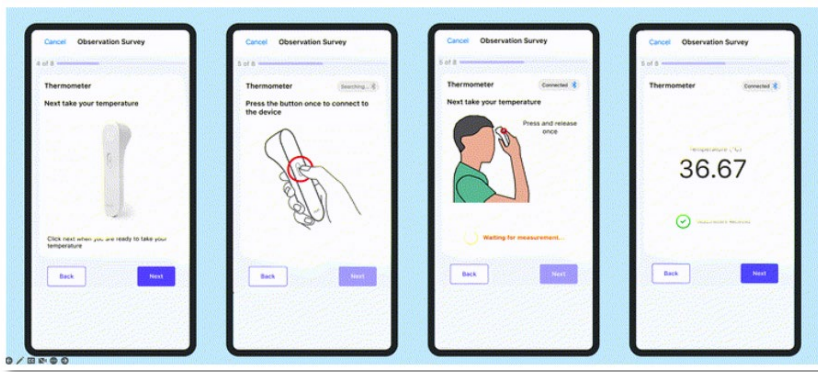 Cancel Observation Survey
4 of 8
Thermometer
Next take your temperature
Click next when you are ready to take your
temperature
Back Next
Cancel Observation Survey
5 of 8
Thermometer Searching...
Press the button once to connect to
the device
Back Next
Cancel Observation Survey
5 of 8
Thermometer Connected
Next take your temperature
Press and release
once
Waiting for measurement...
Back Next
Cancel Observation Survey
5 of 8
Thermometer Connected
Temperature (°C)
36.67
Back Next